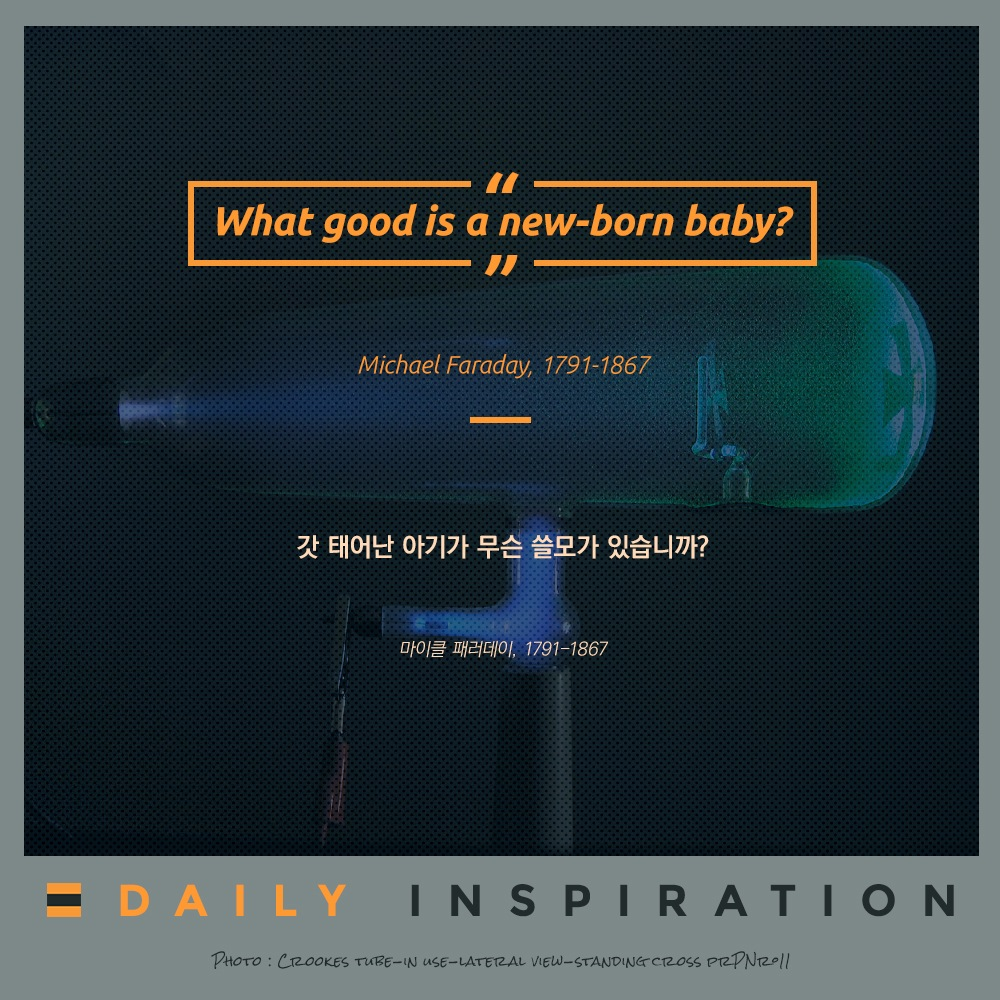 “
What good is a new-born baby?
”
Michael Faraday, 1791-1867
갓 태어난 아기가 무슨 쓸모가 있습니까?
마이클 패러데이, 1791-1867
DAILY INSPIRATION
Photo : Crookes tube-in use-lateral view-standing cross prPNr°11